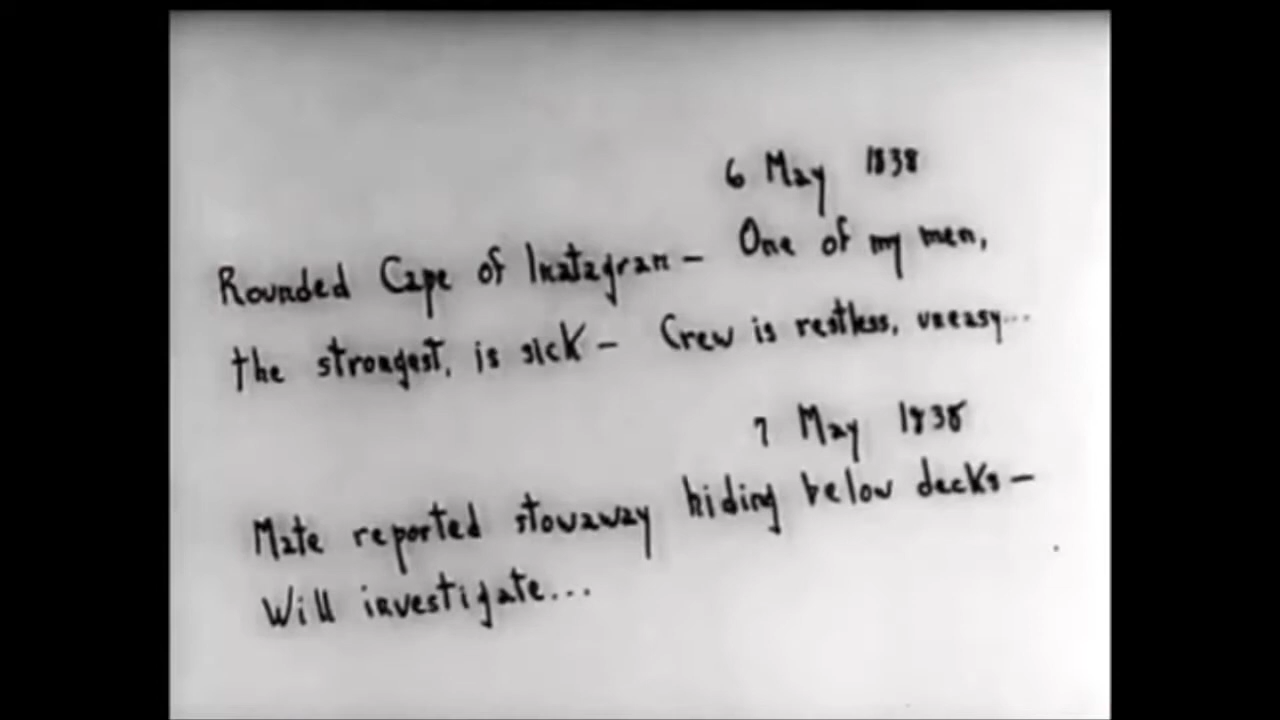 6 May 1838
Rounded Cape of Inatagran – One of my men,
the strongest, is sick – Crew is restless, uneasy...
7 May 1838
Mate reported stowaway hiding below decks –
Will investigate...